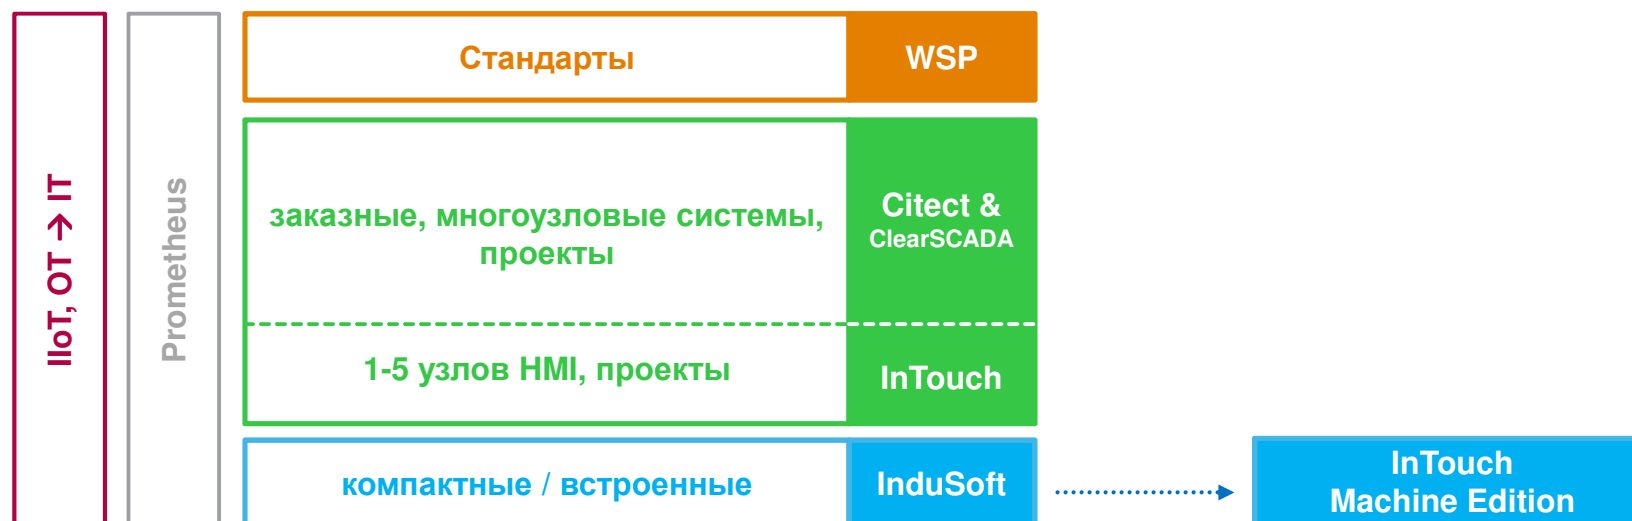 IIoT, OT → IT
Prometheus
Стандарты
WSP
заказные, многоузловые системы,
проекты
Citect &
ClearSCADA
1-5 узлов HMI, проекты
InTouch
компактные / встроенные
InduSoft
InTouch
Machine Edition